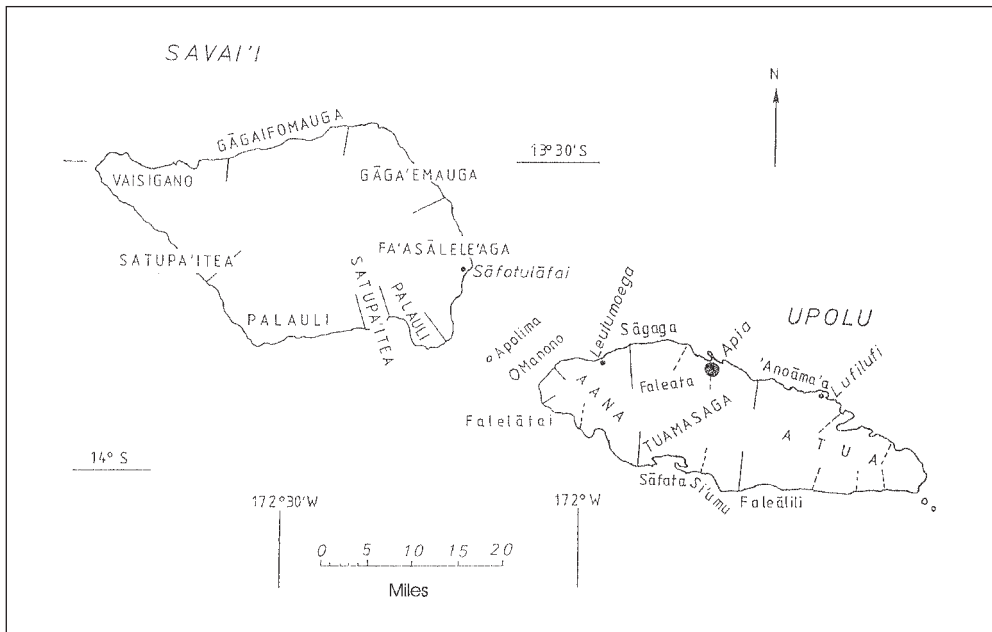 SAVAI'I
N
GĀGAIFOMAUGA
13°30'S
VAISIGANO
GĀGA'EMAUGA
FA'ASĀLELE'AGA
SATUPA'ITEA
Sāfotulāfai
PALAULI
SATUPA'ITEA
PALAULI
Apolima
Manono
Leulumoega
Sāgaga
Apia
UPOLU
'Anoāma'a
Lufilufi
AANA
Faleata
Falelātai
TUAMASAGA
ATUA
14° S
Sāfata
Si'umu
Faleālili
172°30'W
172° W
0 5 10 15 20
Miles